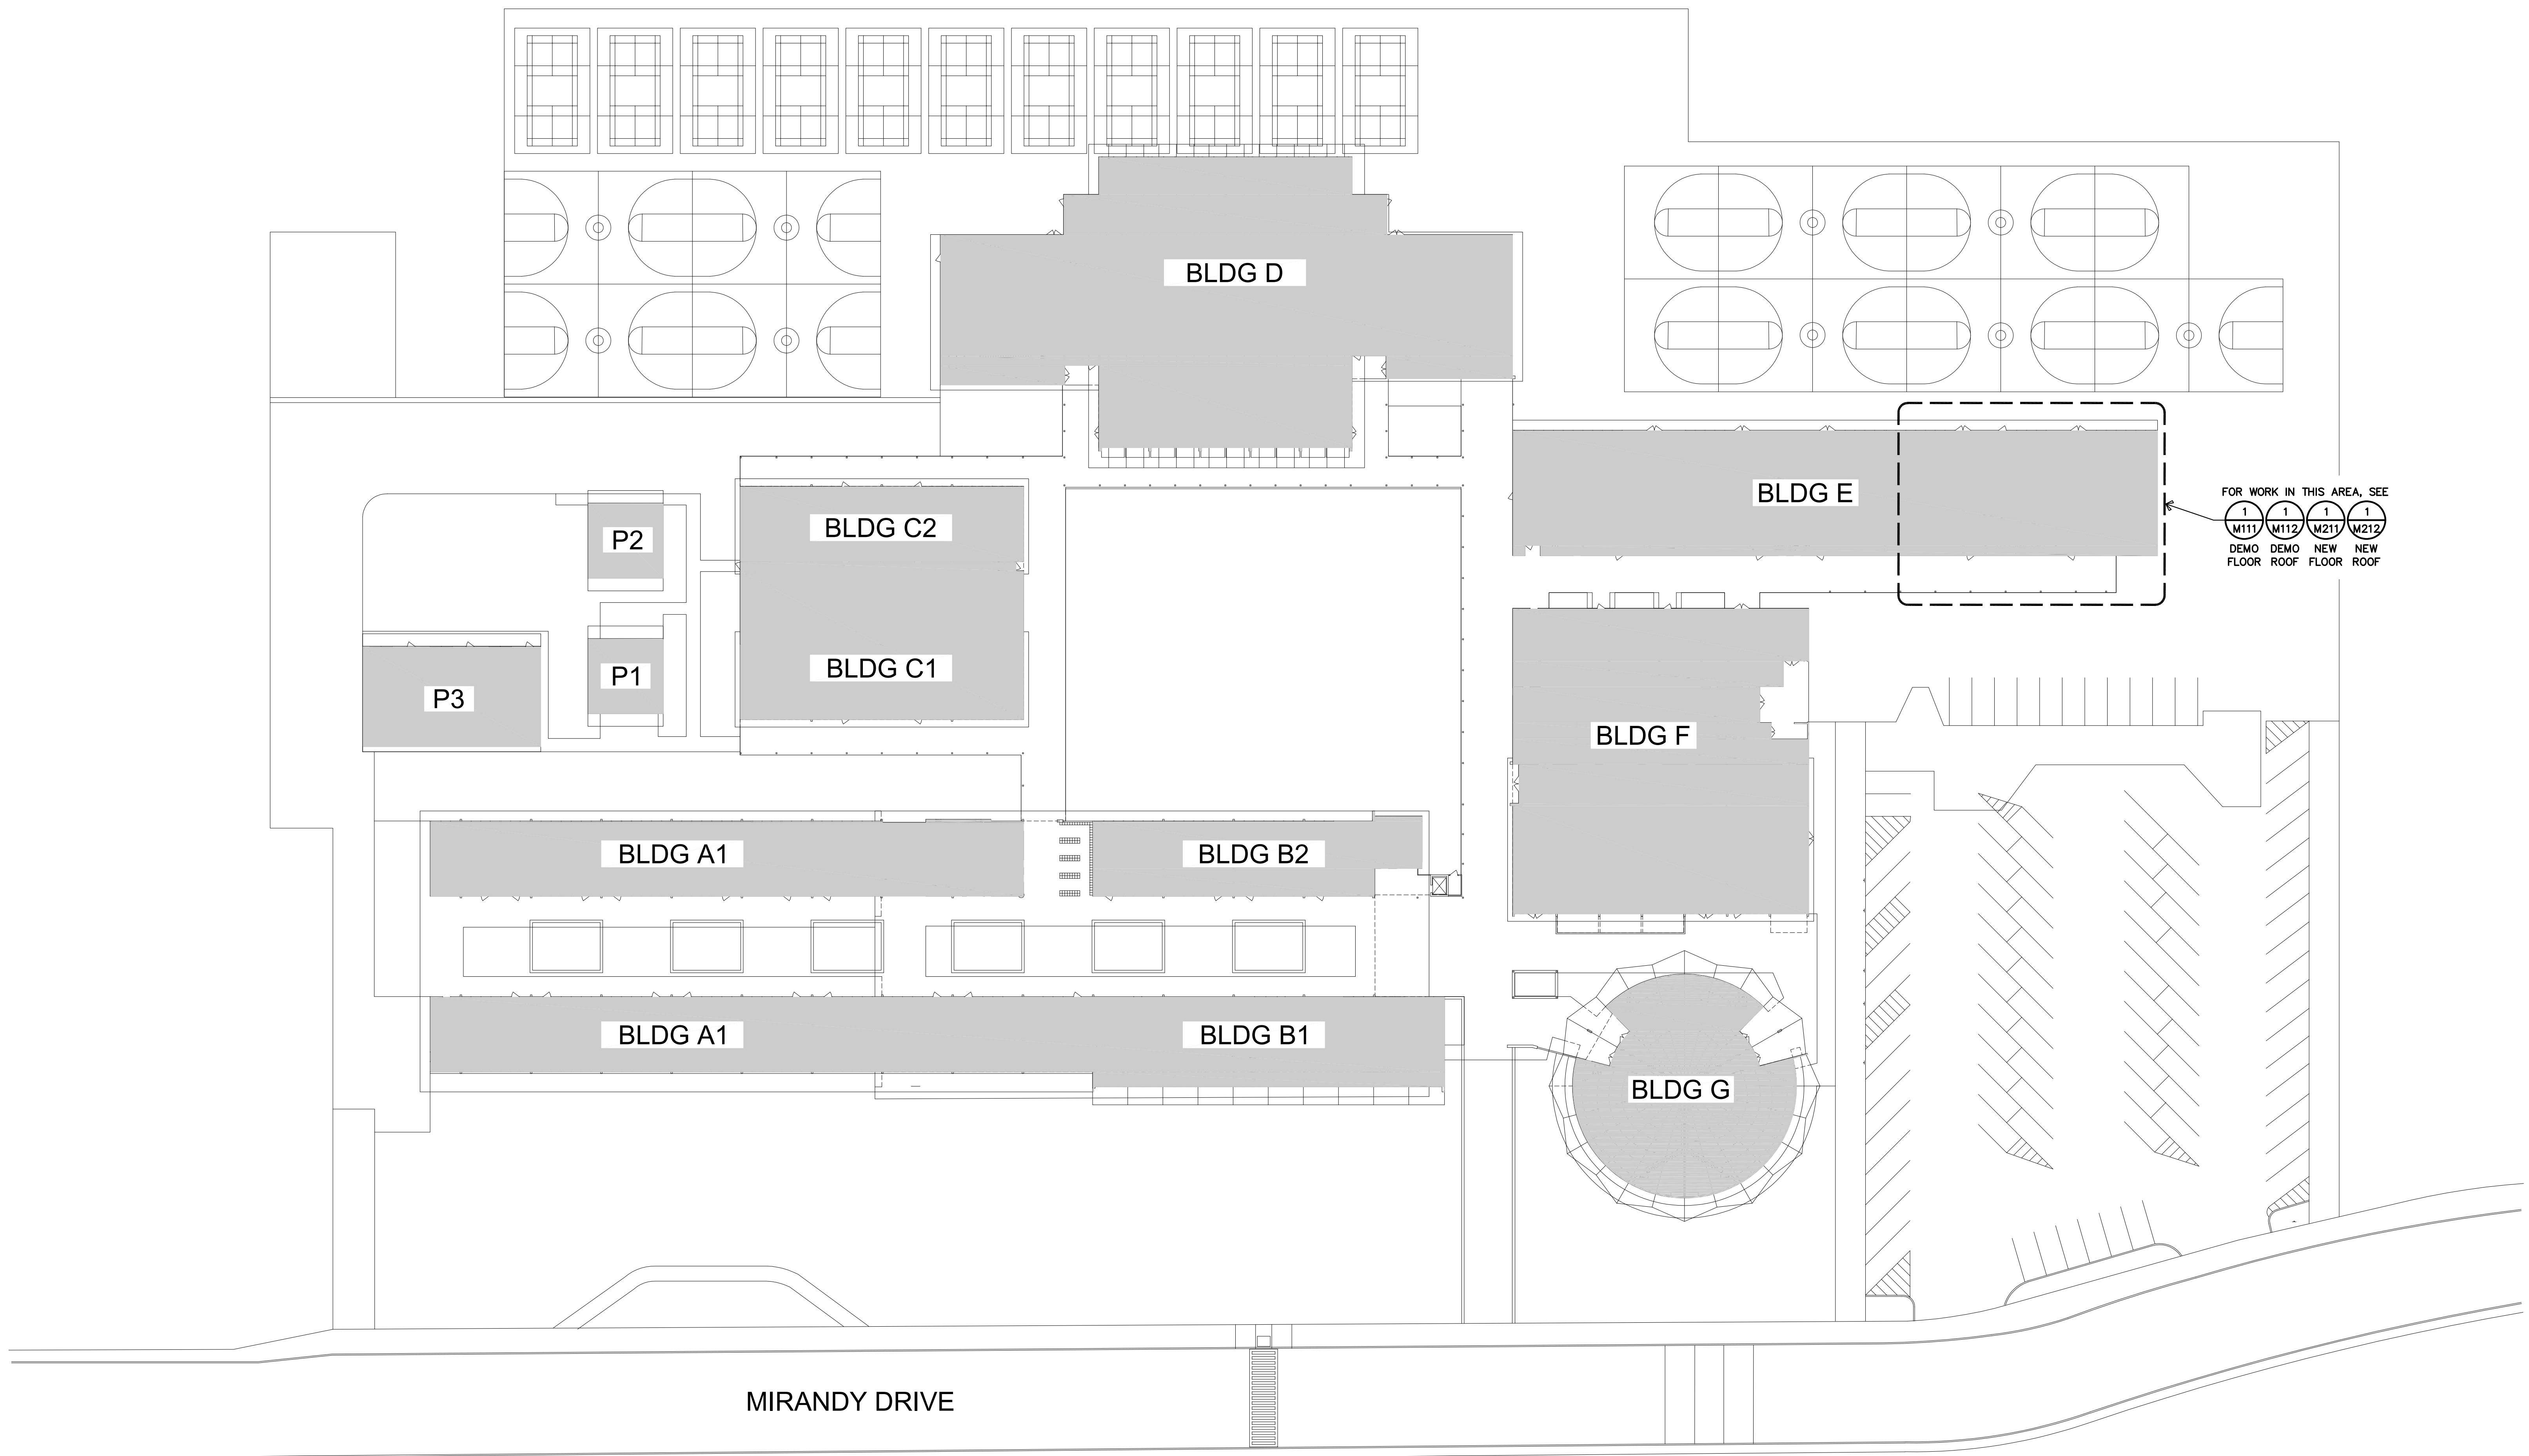 BLDG D
BLDG E
FOR WORK IN THIS AREA, SEE
1 1 1 1
M111 M112 M211 M212
DEMO DEMO NEW NEW
FLOOR ROOF FLOOR ROOF
BLDG C2
P2
BLDG C1
P1
P3
BLDG F
BLDG A1
BLDG B2
BLDG A1
BLDG B1
BLDG G
MIRANDY DRIVE